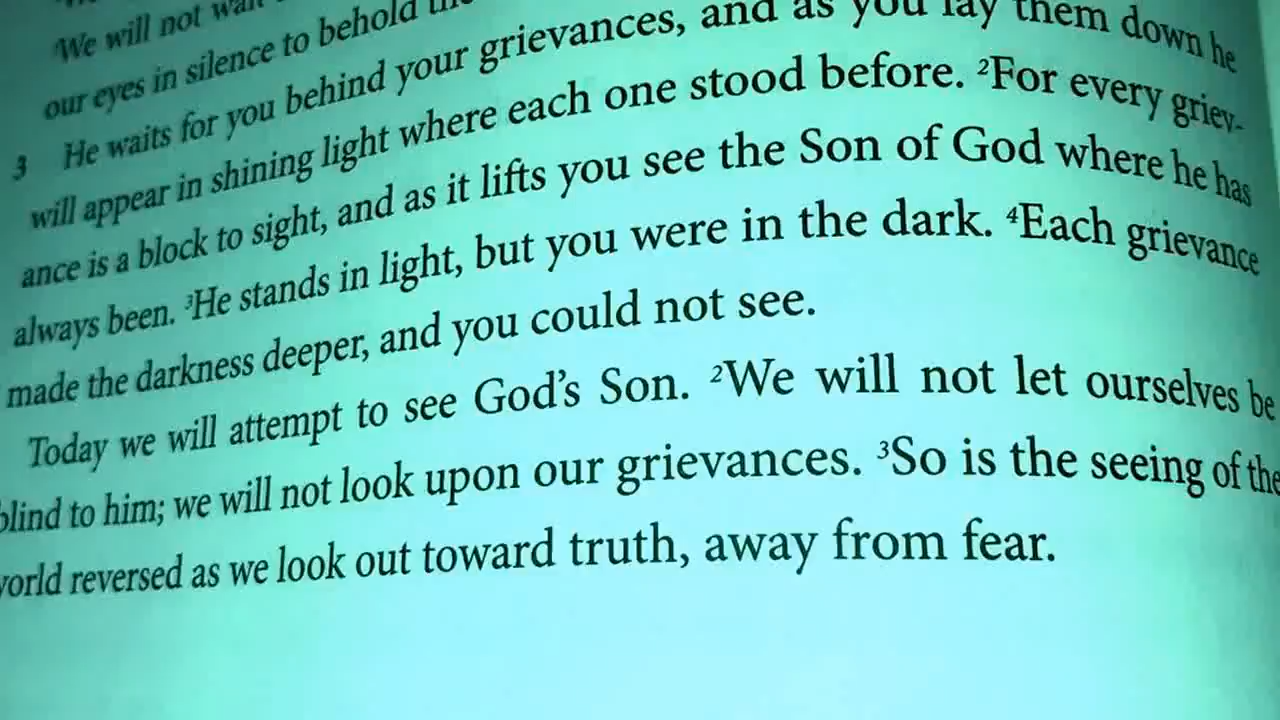 We will not wait
our eyes in silence to behold the
3 He waits for you behind your grievances, and as you lay them down he
will appear in shining light where each one stood before. ²For every griev-
ance is a block to sight, and as it lifts you see the Son of God where he has
always been. ³He stands in light, but you were in the dark. ⁴Each grievance
made the darkness deeper, and you could not see.
Today we will attempt to see God's Son. ²We will not let ourselves be
blind to him; we will not look upon our grievances. ³So is the seeing of the
world reversed as we look out toward truth, away from fear.